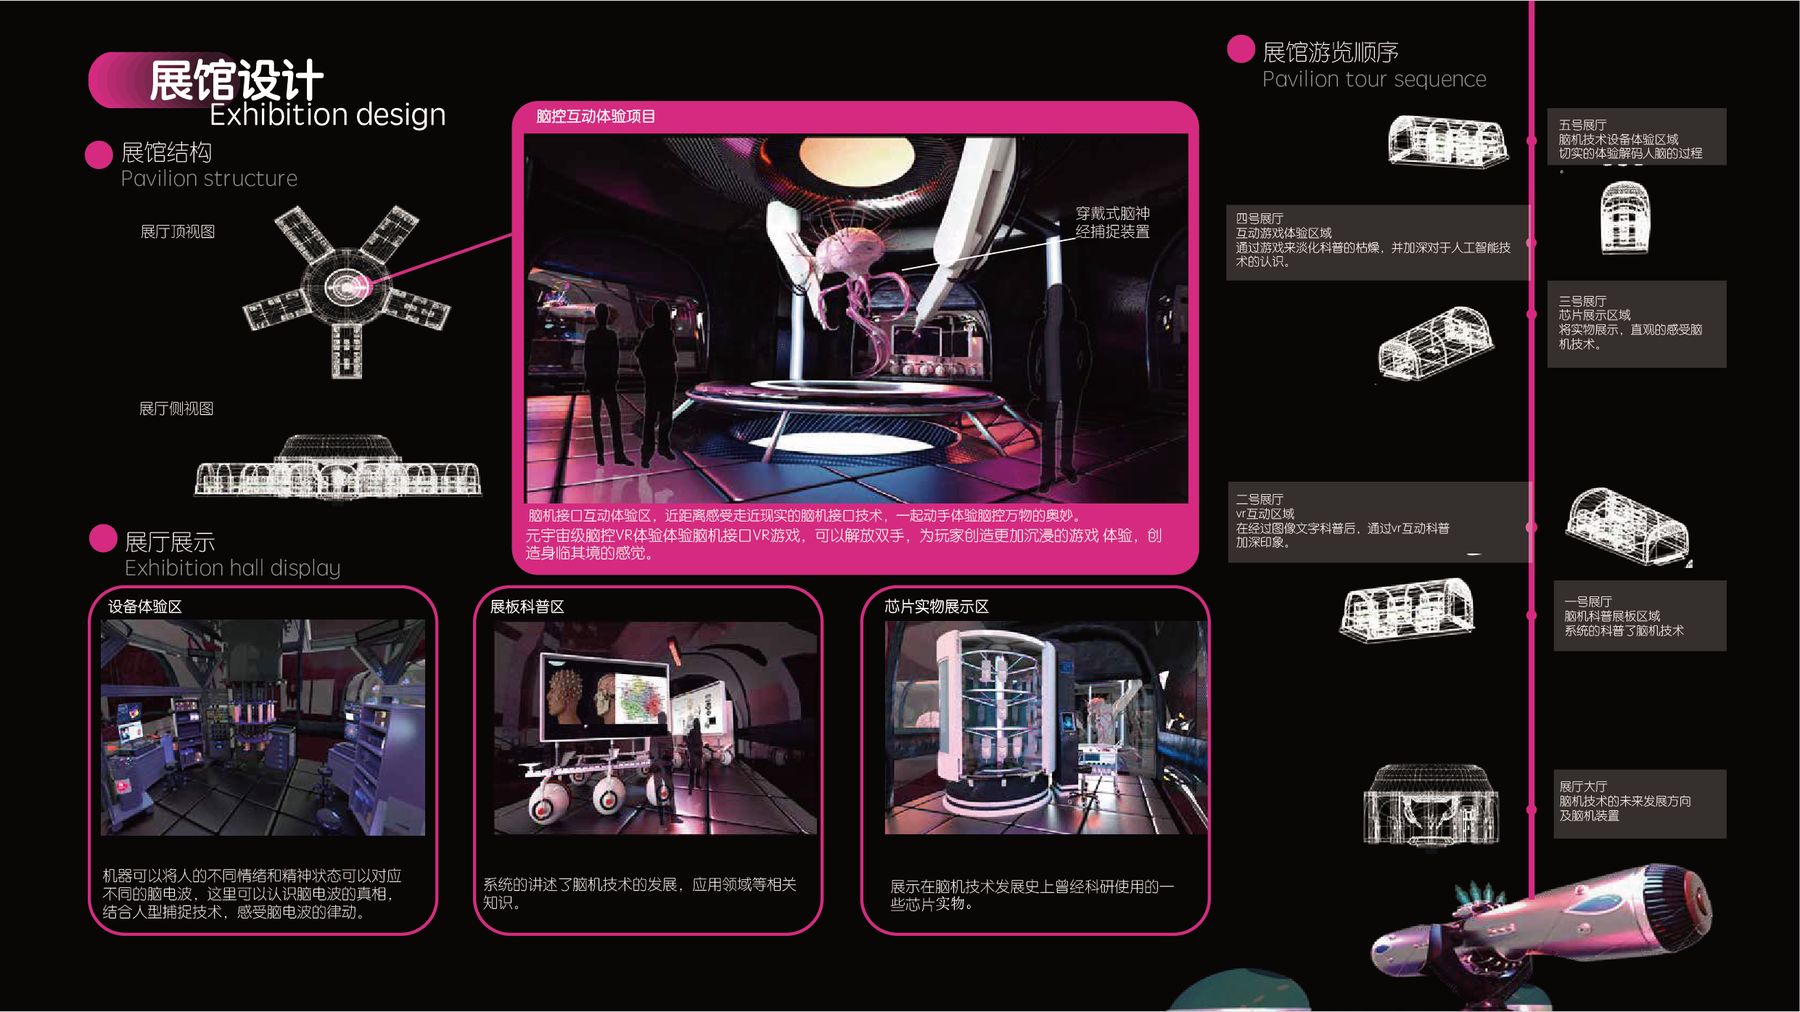 展馆设计
Exhibition design
展馆结构
Pavilion structure
展厅顶视图
展厅侧视图
脑控互动体验项目
穿戴式脑神
经捕捉装置
脑机接口互动体验区，近距离感受走近现实的脑机接口技术，一起动手体验脑控万物的奥妙。
元宇宙级脑控VR体验体验脑机接口VR游戏，可以解放双手，为玩家创造更加沉浸的游戏 体验，创
造身临其境的感觉。
展厅展示
Exhibition hall display
设备体验区
机器可以将人的不同情绪和精神状态可以对应
不同的脑电波，这里可以认识脑电波的真相，
结合人型捕捉技术，感受脑电波的律动。
展板科普区
系统的讲述了脑机技术的发展，应用领域等相关
知识。
芯片实物展示区
展示在脑机技术发展史上曾经科研使用的一
些芯片实物。
展馆游览顺序
Pavilion tour sequence
五号展厅
脑机技术设备体验区域
切实的体验解码人脑的过程
。
四号展厅
互动游戏体验区域
通过游戏来淡化科普的枯燥，并加深对于人工智能技
术的认识。
三号展厅
芯片展示区域
将实物展示，直观的感受脑
机技术。
二号展厅
vr互动区域
在经过图像文字科普后，通过vr互动科普
加深印象。
一号展厅
脑机科普展板区域
系统的科普了脑机技术
展厅大厅
脑机技术的未来发展方向
及脑机装置